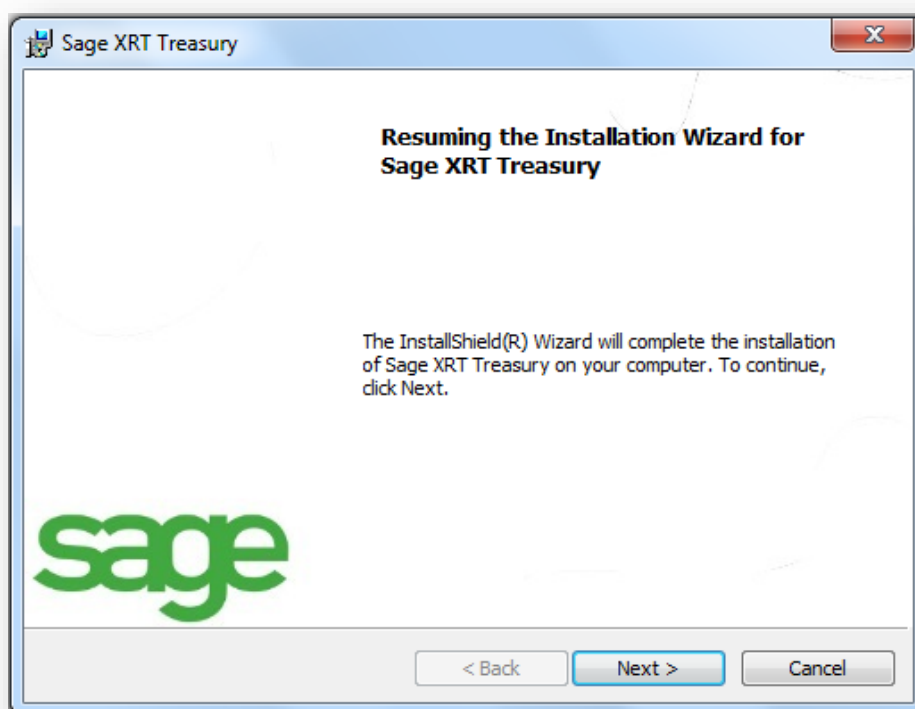 Sage XRT Treasury
Resuming the Installation Wizard for
Sage XRT Treasury
The InstallShield(R) Wizard will complete the installation
of Sage XRT Treasury on your computer. To continue,
click Next.
sage
< Back
Next >
Cancel